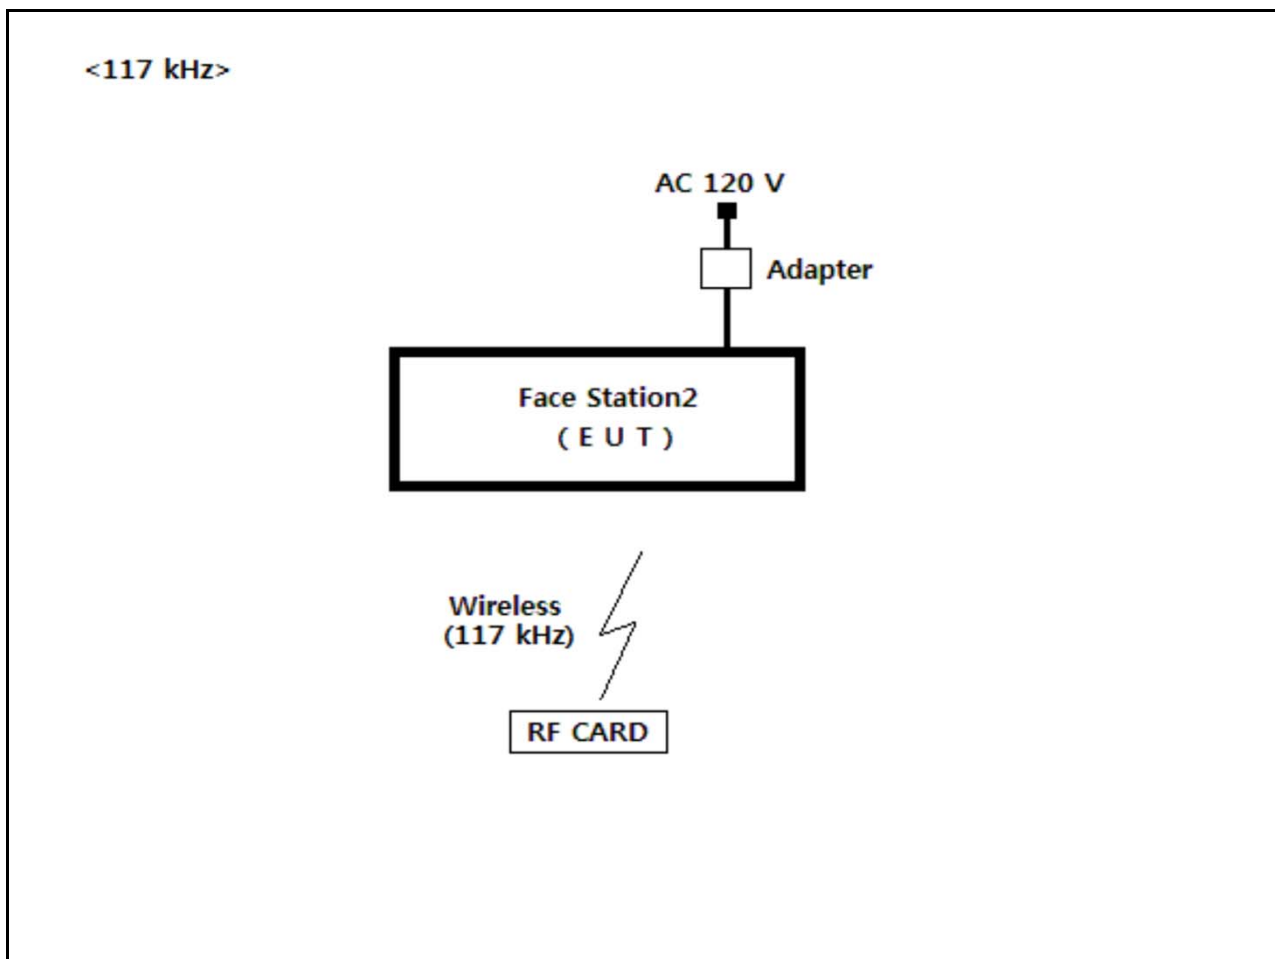 <117 kHz>
AC 120 V
Adapter
Face Station2
( E U T )
Wireless
(117 kHz)
RF CARD